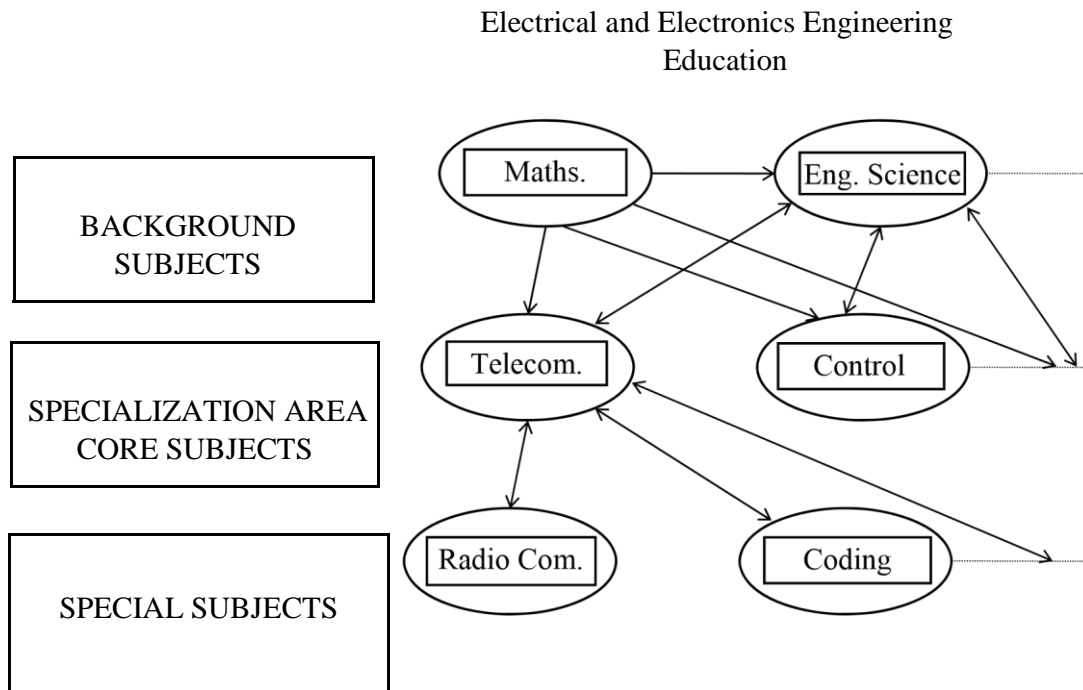 Electrical and Electronics Engineering
Education
Maths.
Eng. Science
BACKGROUND
SUBJECTS
Telecom.
Control
SPECIALIZATION AREA
CORE SUBJECTS
Radio Com.
Coding
SPECIAL SUBJECTS